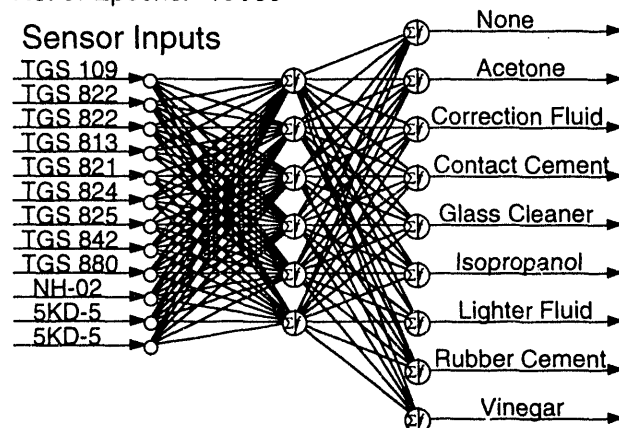 Sensor Inputs
TGS 109
TGS 822
TGS 822
TGS 813
TGS 821
TGS 824
TGS 825
TGS 842
TGS 880
NH-02
5KD-5
5KD-5
None
Acetone
Correction Fluid
Contact Cement
Glass Cleaner
Isopropanol
Lighter Fluid
Rubber Cement
Vinegar